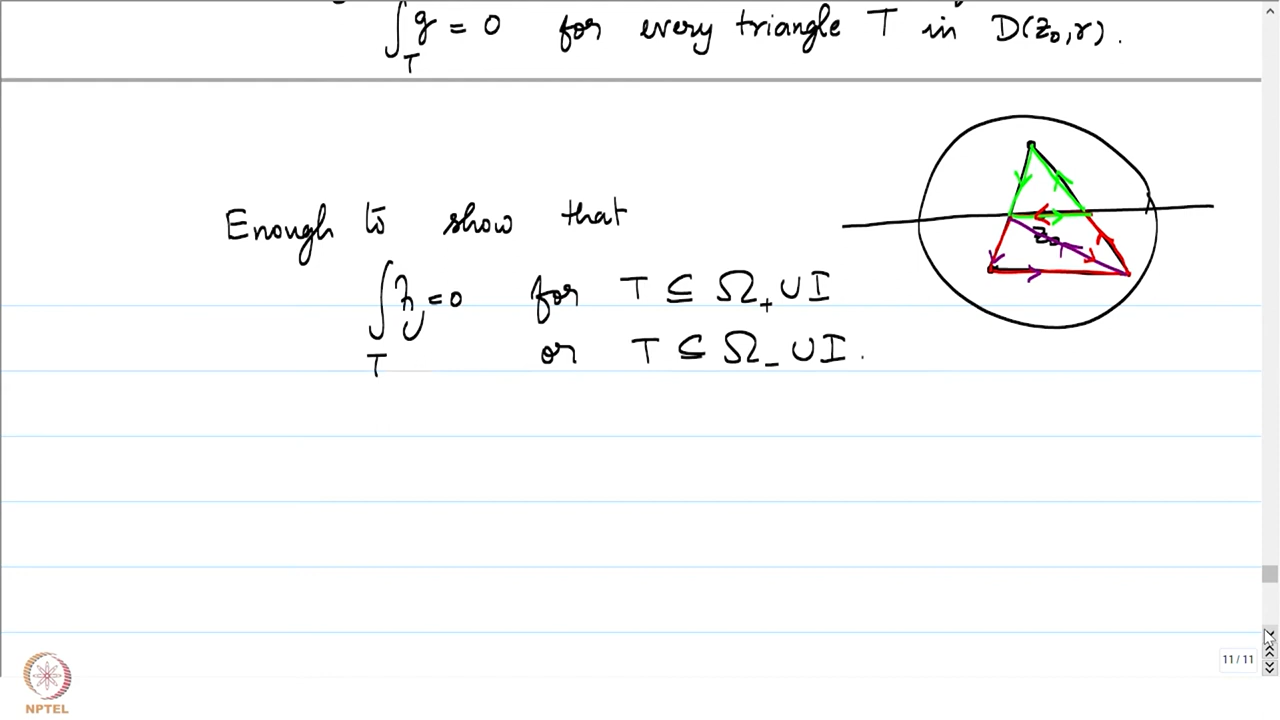 ∫_T g = 0 for every triangle T in D(z₀,r).
z₀
Enough to show that
∫_T g = 0 for T ⊆ Ω₊ ∪ I
or T ⊆ Ω₋ ∪ I.
11 / 11
NPTEL